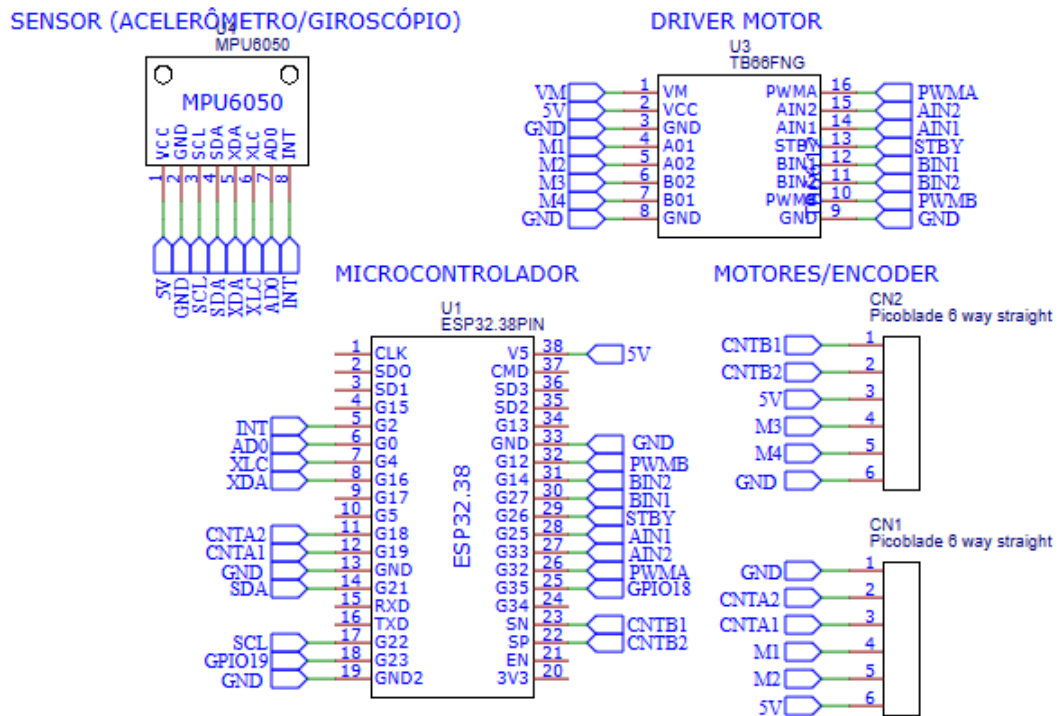 SENSOR (ACELERÔMETRO/GIROSCÓPIO)
U4
MPU6050
MPU6050
VCC GND SCL SDA XDA XLC AD0 INT
1 2 3 4 5 6 7 8
5V GND SCL SDA XDA XLC AD0 INT
DRIVER MOTOR
U3
TB66FNG
VM 1 VM PWMA 16 PWMA
5V 2 VCC AIN2 15 AIN2
GND 3 GND AIN1 14 AIN1
M1 4 A01 STBY 13 STBY
M2 5 A02 BIN1 12 BIN1
M3 6 B02 BIN2 11 BIN2
M4 7 B01 PWMB 10 PWMB
GND 8 GND GND 9 GND
MICROCONTROLADOR
U1
ESP32.38PIN
ESP32.38
1 CLK V5 38 5V
2 SDO CMD 37
3 SD1 SD3 36
4 G15 SD2 35
INT 5 G2 G13 34
AD0 6 G0 GND 33 GND
XLC 7 G4 G12 32 PWMB
XDA 8 G16 G14 31 BIN2
9 G17 G27 30 BIN1
10 G5 G26 29 STBY
CNTA2 11 G18 G25 28 AIN1
CNTA1 12 G19 G33 27 AIN2
GND 13 GND G32 26 PWMA
SDA 14 G21 G35 25 GPIO18
15 RXD G34 24
16 TXD SN 23 CNTB1
SCL 17 G22 SP 22 CNTB2
GPIO19 18 G23 EN 21
GND 19 GND2 3V3 20
MOTORES/ENCODER
CN2
Picoblade 6 way straight
CNTB1 1
CNTB2 2
5V 3
M3 4
M4 5
GND 6
CN1
Picoblade 6 way straight
GND 1
CNTA2 2
CNTA1 3
M1 4
M2 5
5V 6